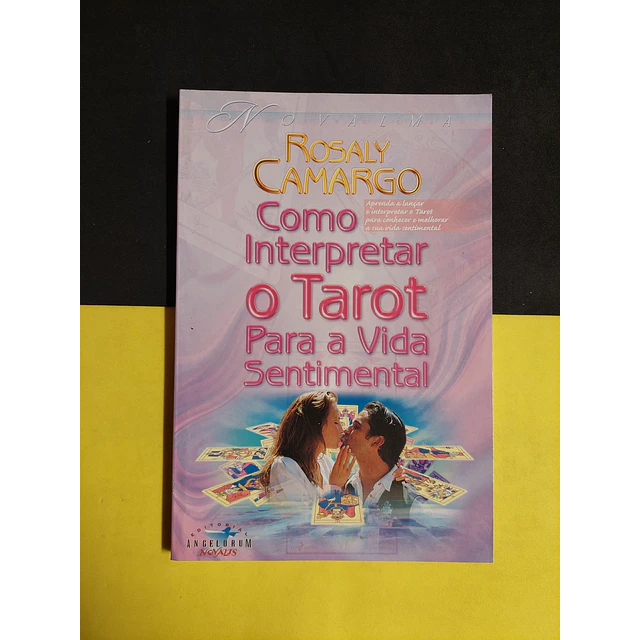 NOVALMA
ROSALY
CAMARGO
Como
Aprenda a lançar
e interpretar o Tarot
para conhecer e melhorar
a sua vida sentimental
Interpretar
o Tarot
Para a Vida
Sentimental
EDITORIAL
ANGELORUM
NOVALIS